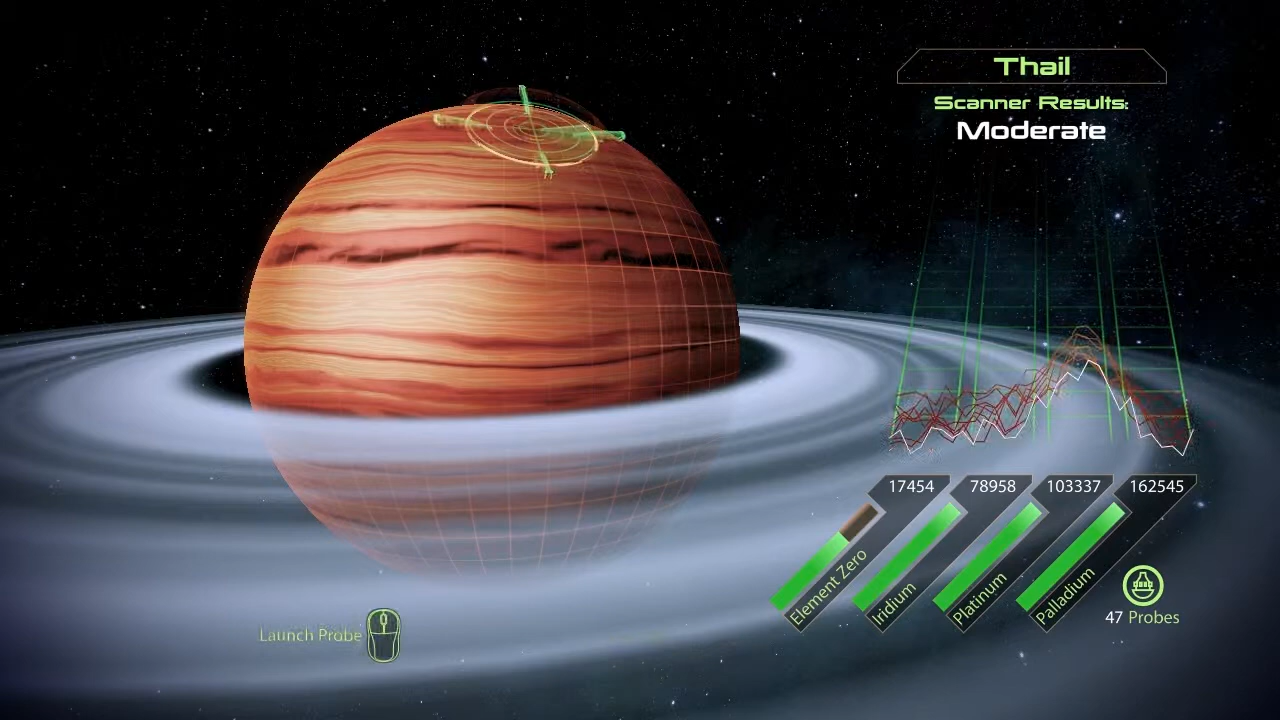 Thail
Scanner Results:
Moderate
17454
78958
103337
162545
Element Zero
Iridium
Platinum
Palladium
47 Probes
Launch Probe